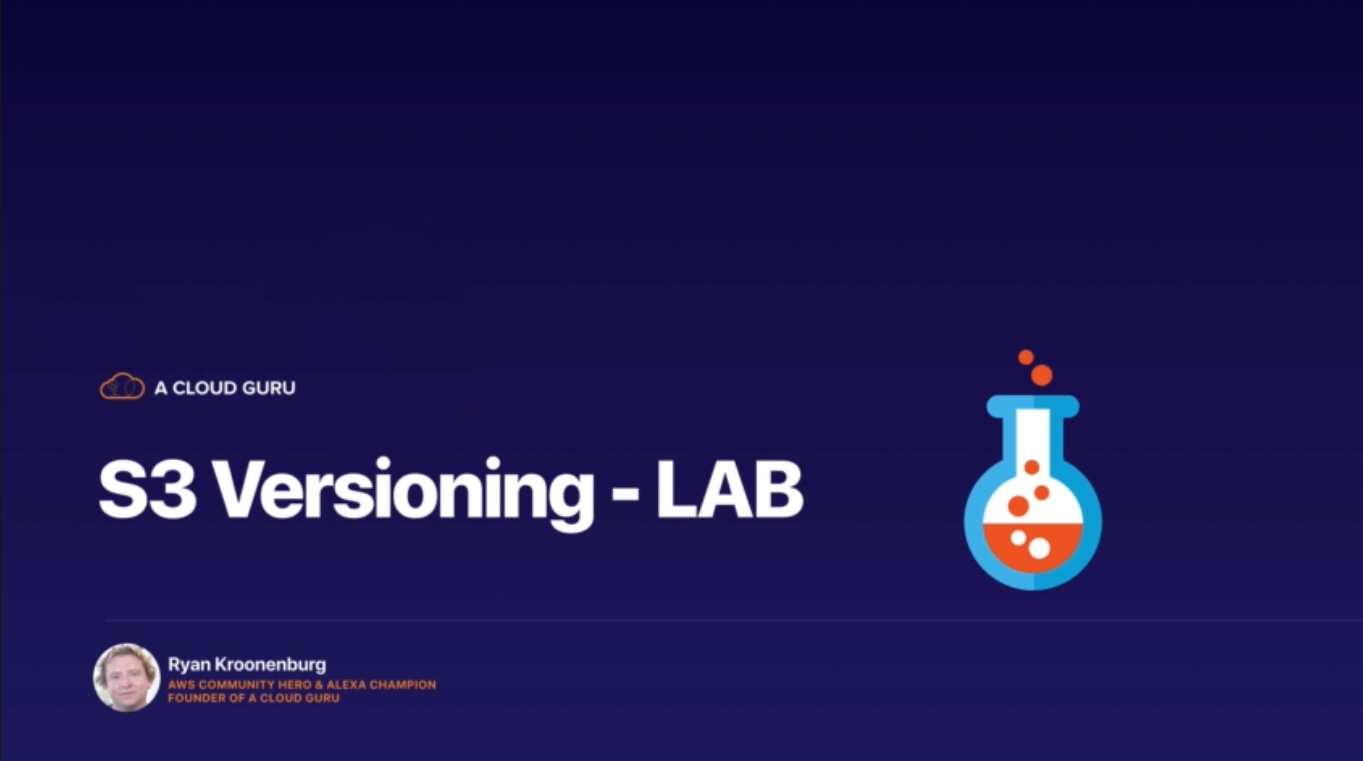 A CLOUD GURU
S3 Versioning - LAB
Ryan Kroonenburg
AWS COMMUNITY HERO & ALEXA CHAMPION
FOUNDER OF A CLOUD GURU